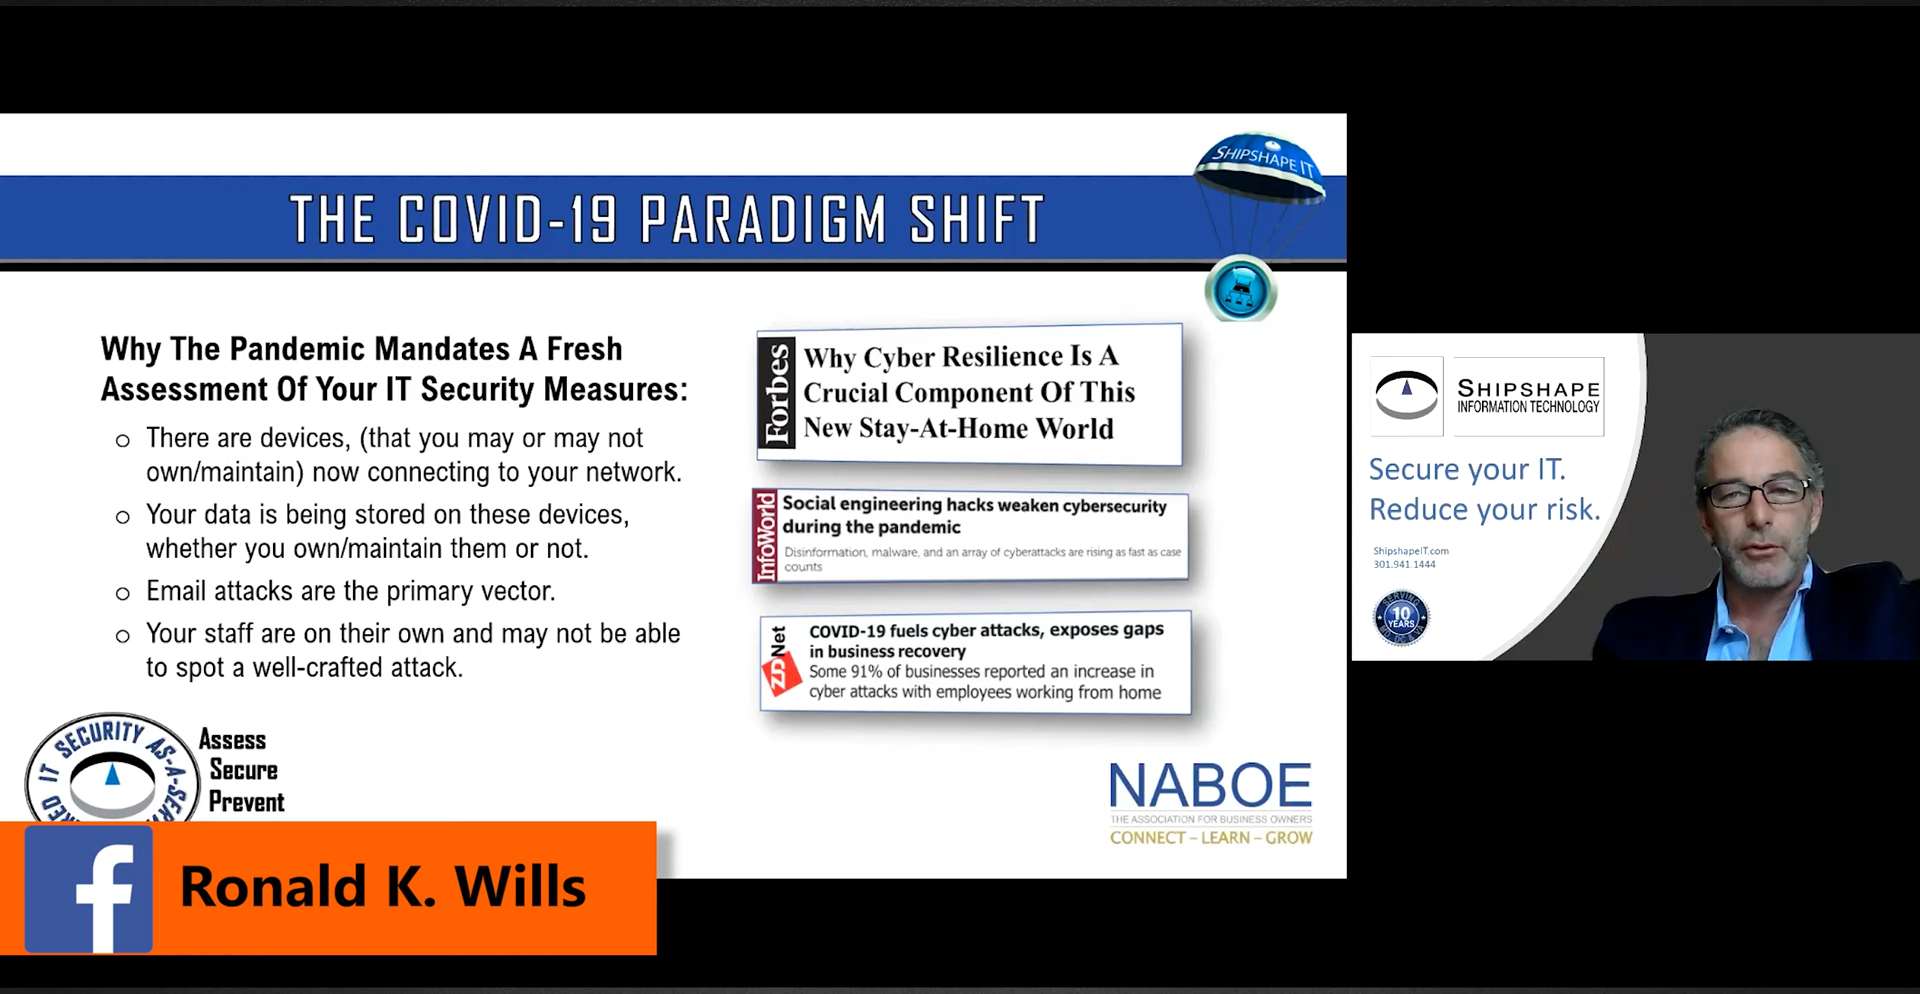 SHIPSHAPE IT
THE COVID-19 PARADIGM SHIFT
Why The Pandemic Mandates A Fresh
Assessment Of Your IT Security Measures:
There are devices, (that you may or may not
own/maintain) now connecting to your network.
Your data is being stored on these devices,
whether you own/maintain them or not.
Email attacks are the primary vector.
Your staff are on their own and may not be able
to spot a well-crafted attack.
Forbes
Why Cyber Resilience Is A
Crucial Component Of This
New Stay-At-Home World
InfoWorld
Social engineering hacks weaken cybersecurity
during the pandemic
Disinformation, malware, and an array of cyberattacks are rising as fast as case
counts
ZDNet
COVID-19 fuels cyber attacks, exposes gaps
in business recovery
Some 91% of businesses reported an increase in
cyber attacks with employees working from home
IT SECURITY AS-A-SERV
Assess
Secure
Prevent
NABOE
THE ASSOCIATION FOR BUSINESS OWNERS
CONNECT – LEARN – GROW
f
Ronald K. Wills
SHIPSHAPE
INFORMATION TECHNOLOGY
Secure your IT.
Reduce your risk.
ShipshapeIT.com
301.941.1444
SERVING
10
YEARS
MD, DC & VA